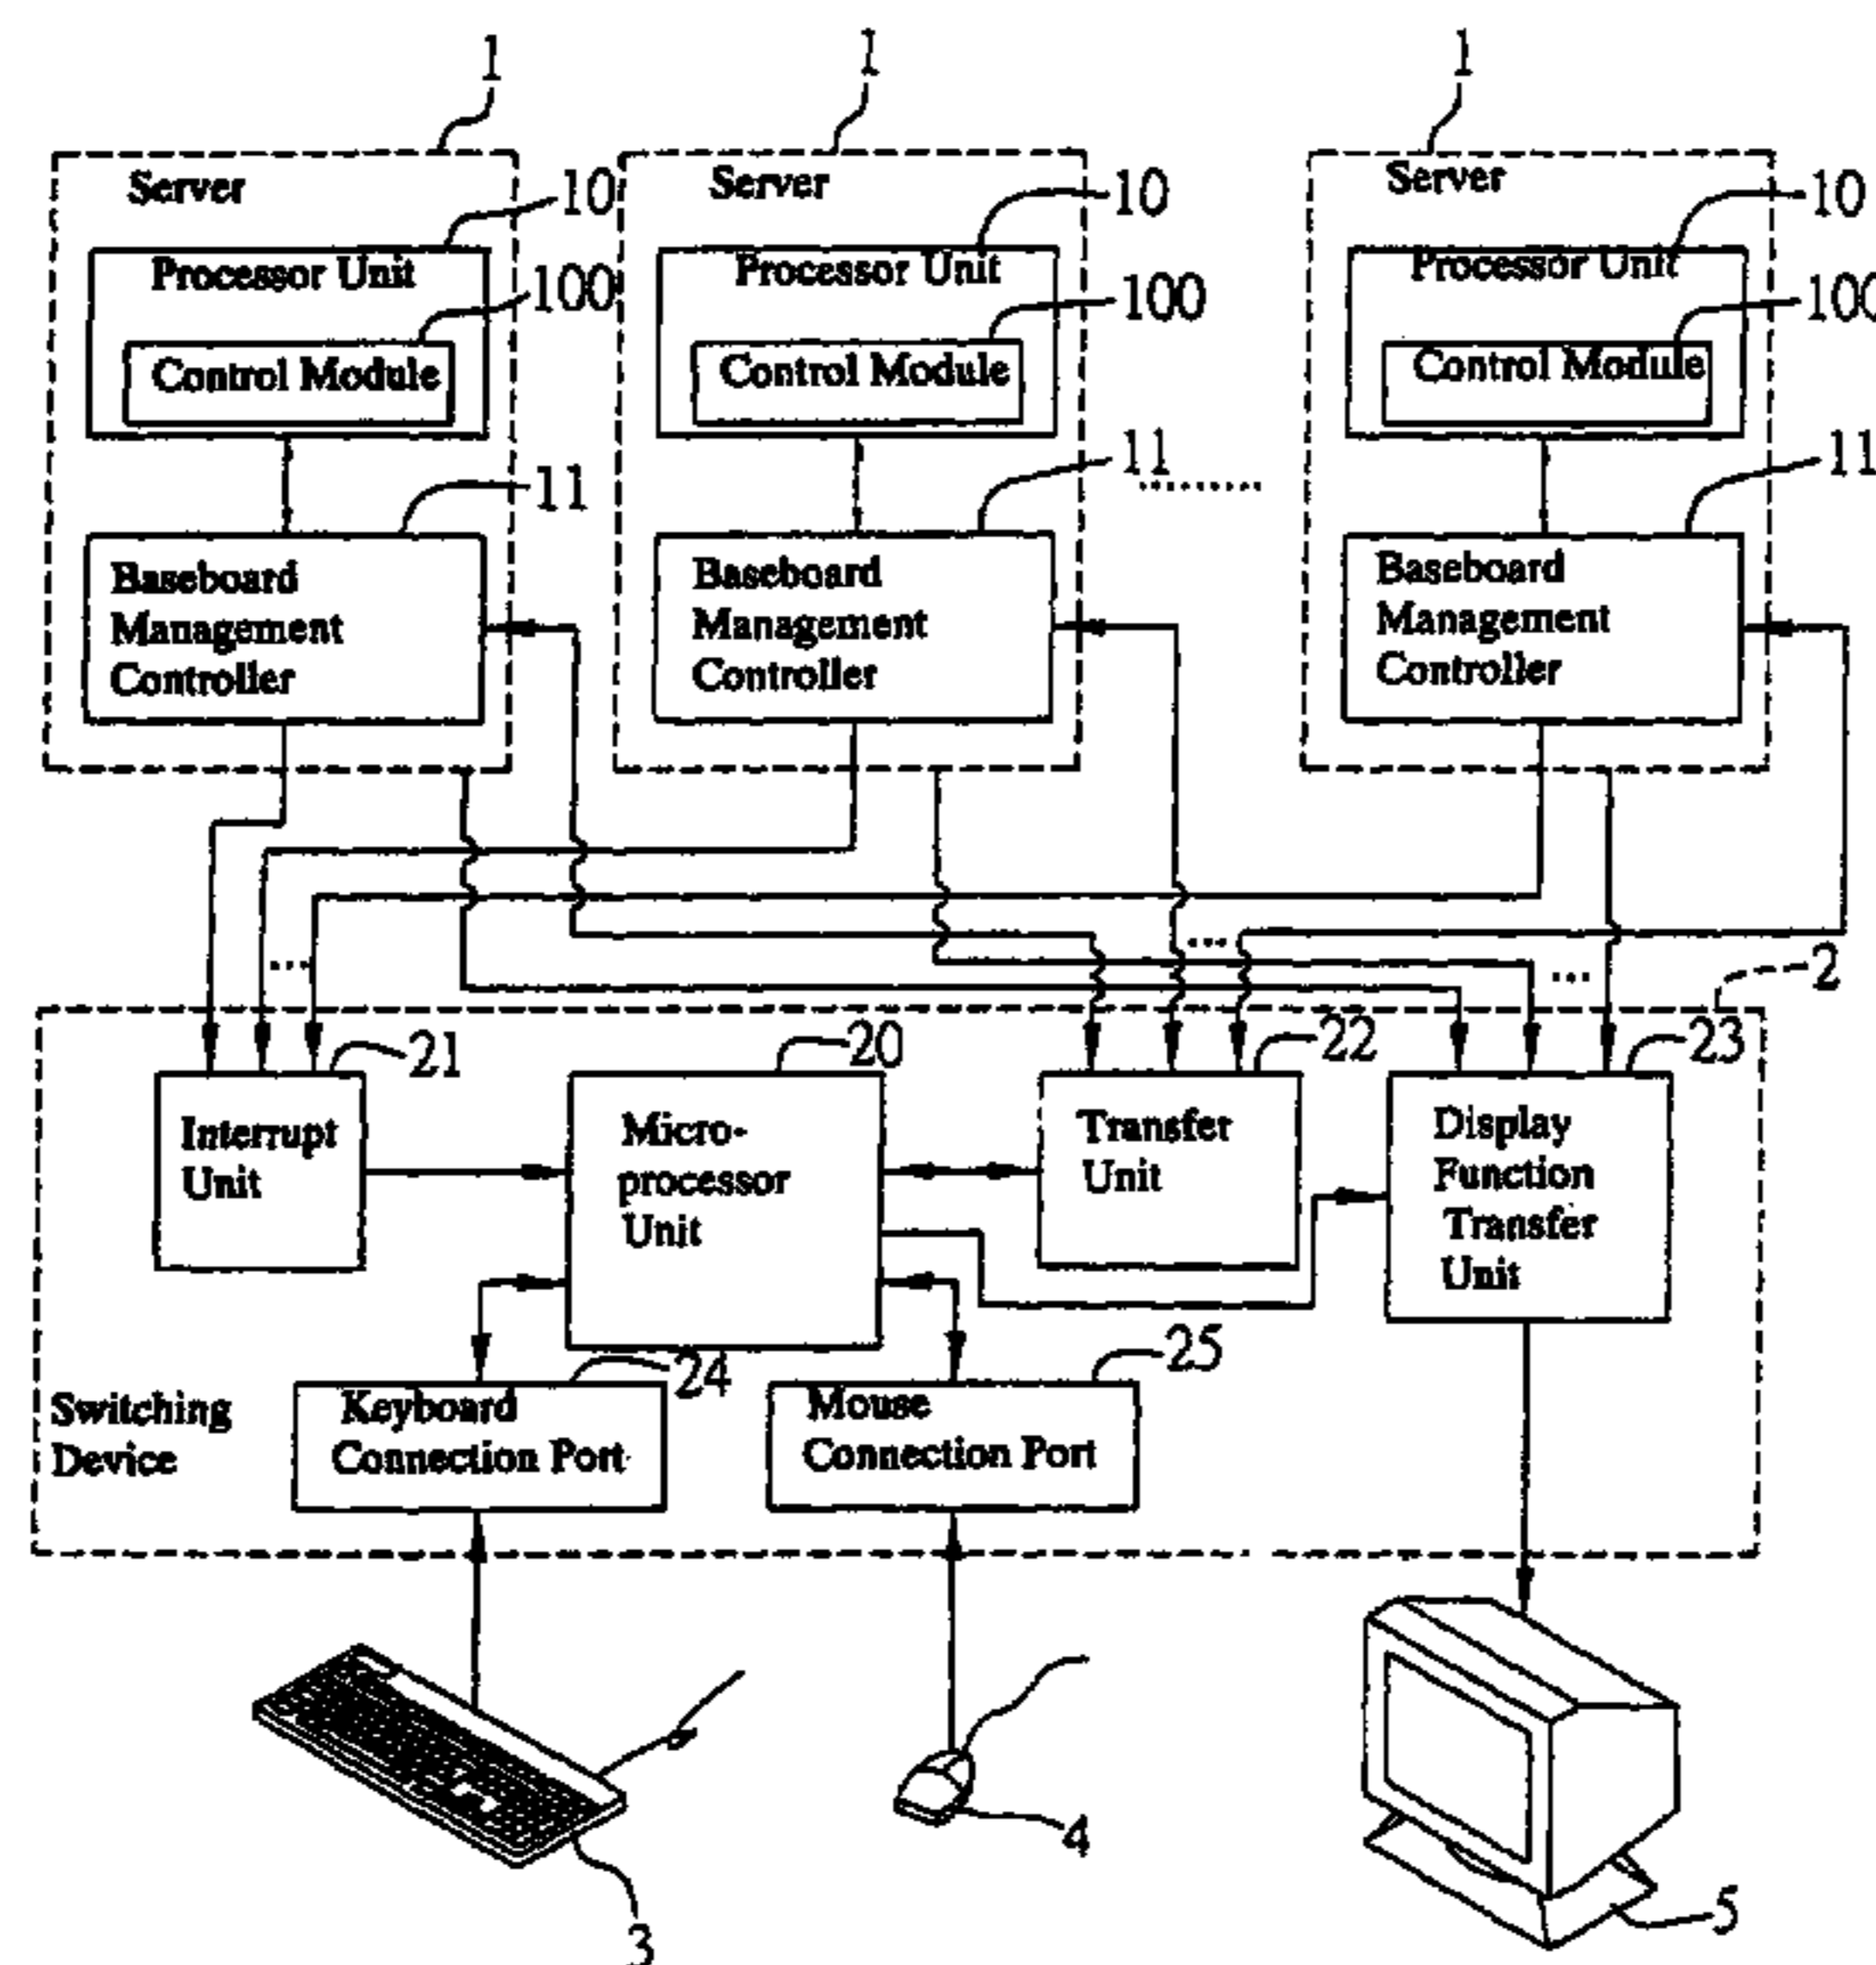 1
1
1
Server
Server
Server
10
10
10
Processor Unit
Processor Unit
Processor Unit
100
100
100
Control Module
Control Module
Control Module
11
11
11
.........
Baseboard
Management
Controller
Baseboard
Management
Controller
Baseboard
Management
Controller
...
...
...
2
21
20
22
23
Interrupt
Unit
Micro-
processor
Unit
Transfer
Unit
Display
Function
Transfer
Unit
24
25
Switching
Device
Keyboard
Connection Port
Mouse
Connection Port
3
4
5